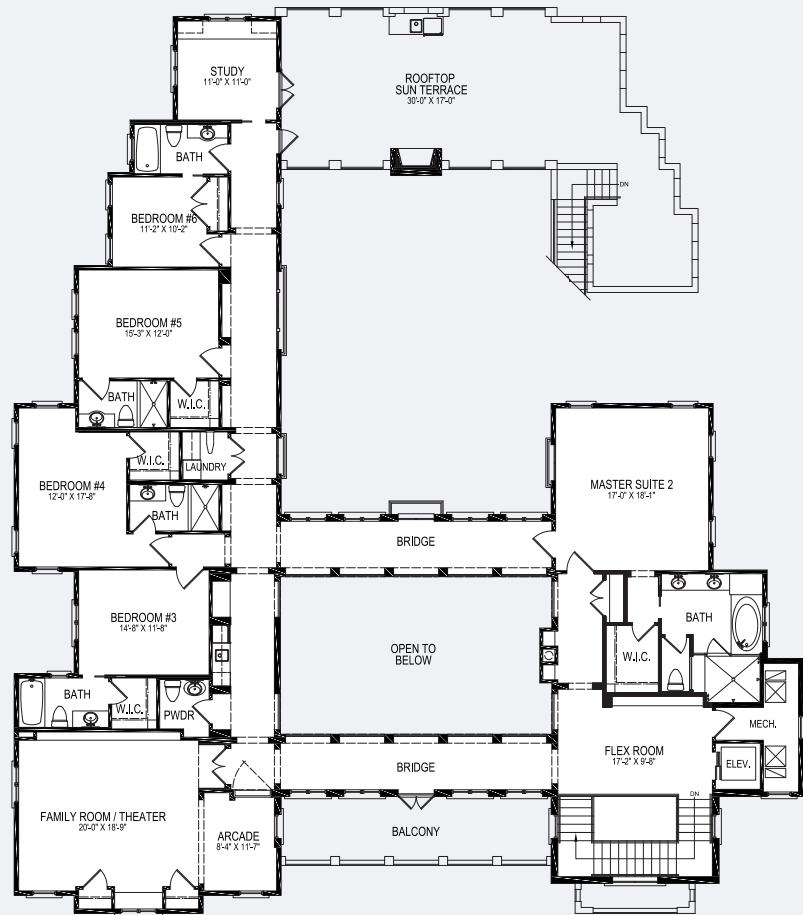 STUDY
11'-0" X 11'-0"
ROOFTOP
SUN TERRACE
30'-0" X 17'-0"
BATH
DN
BEDROOM #6
11'-2" X 10'-2"
BEDROOM #5
15'-3" X 12'-0"
BATH
W.I.C.
W.I.C.
LAUNDRY
BEDROOM #4
12'-0" X 17'-8"
MASTER SUITE 2
17'-0" X 18'-1"
BATH
BRIDGE
BEDROOM #3
14'-8" X 11'-8"
BATH
OPEN TO
BELOW
W.I.C.
BATH
W.I.C.
PWDR
MECH.
FLEX ROOM
17'-2" X 9'-8"
ELEV.
BRIDGE
DN
FAMILY ROOM / THEATER
20'-0" X 18'-9"
ARCADE
8'-4" X 11'-7"
BALCONY